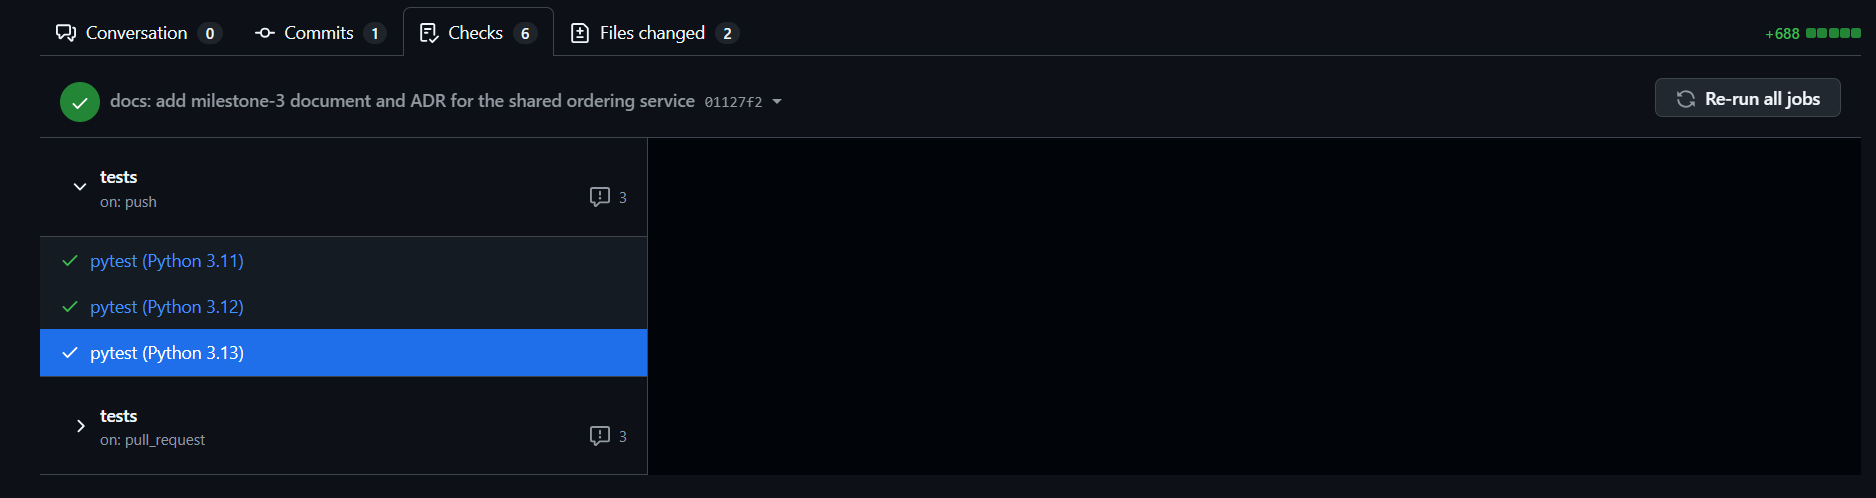 Conversation 0 Commits 1 Checks 6 Files changed 2 +688
docs: add milestone-3 document and ADR for the shared ordering service 01127f2 Re-run all jobs
tests
on: push 3
pytest (Python 3.11)
pytest (Python 3.12)
pytest (Python 3.13)
tests
on: pull_request 3